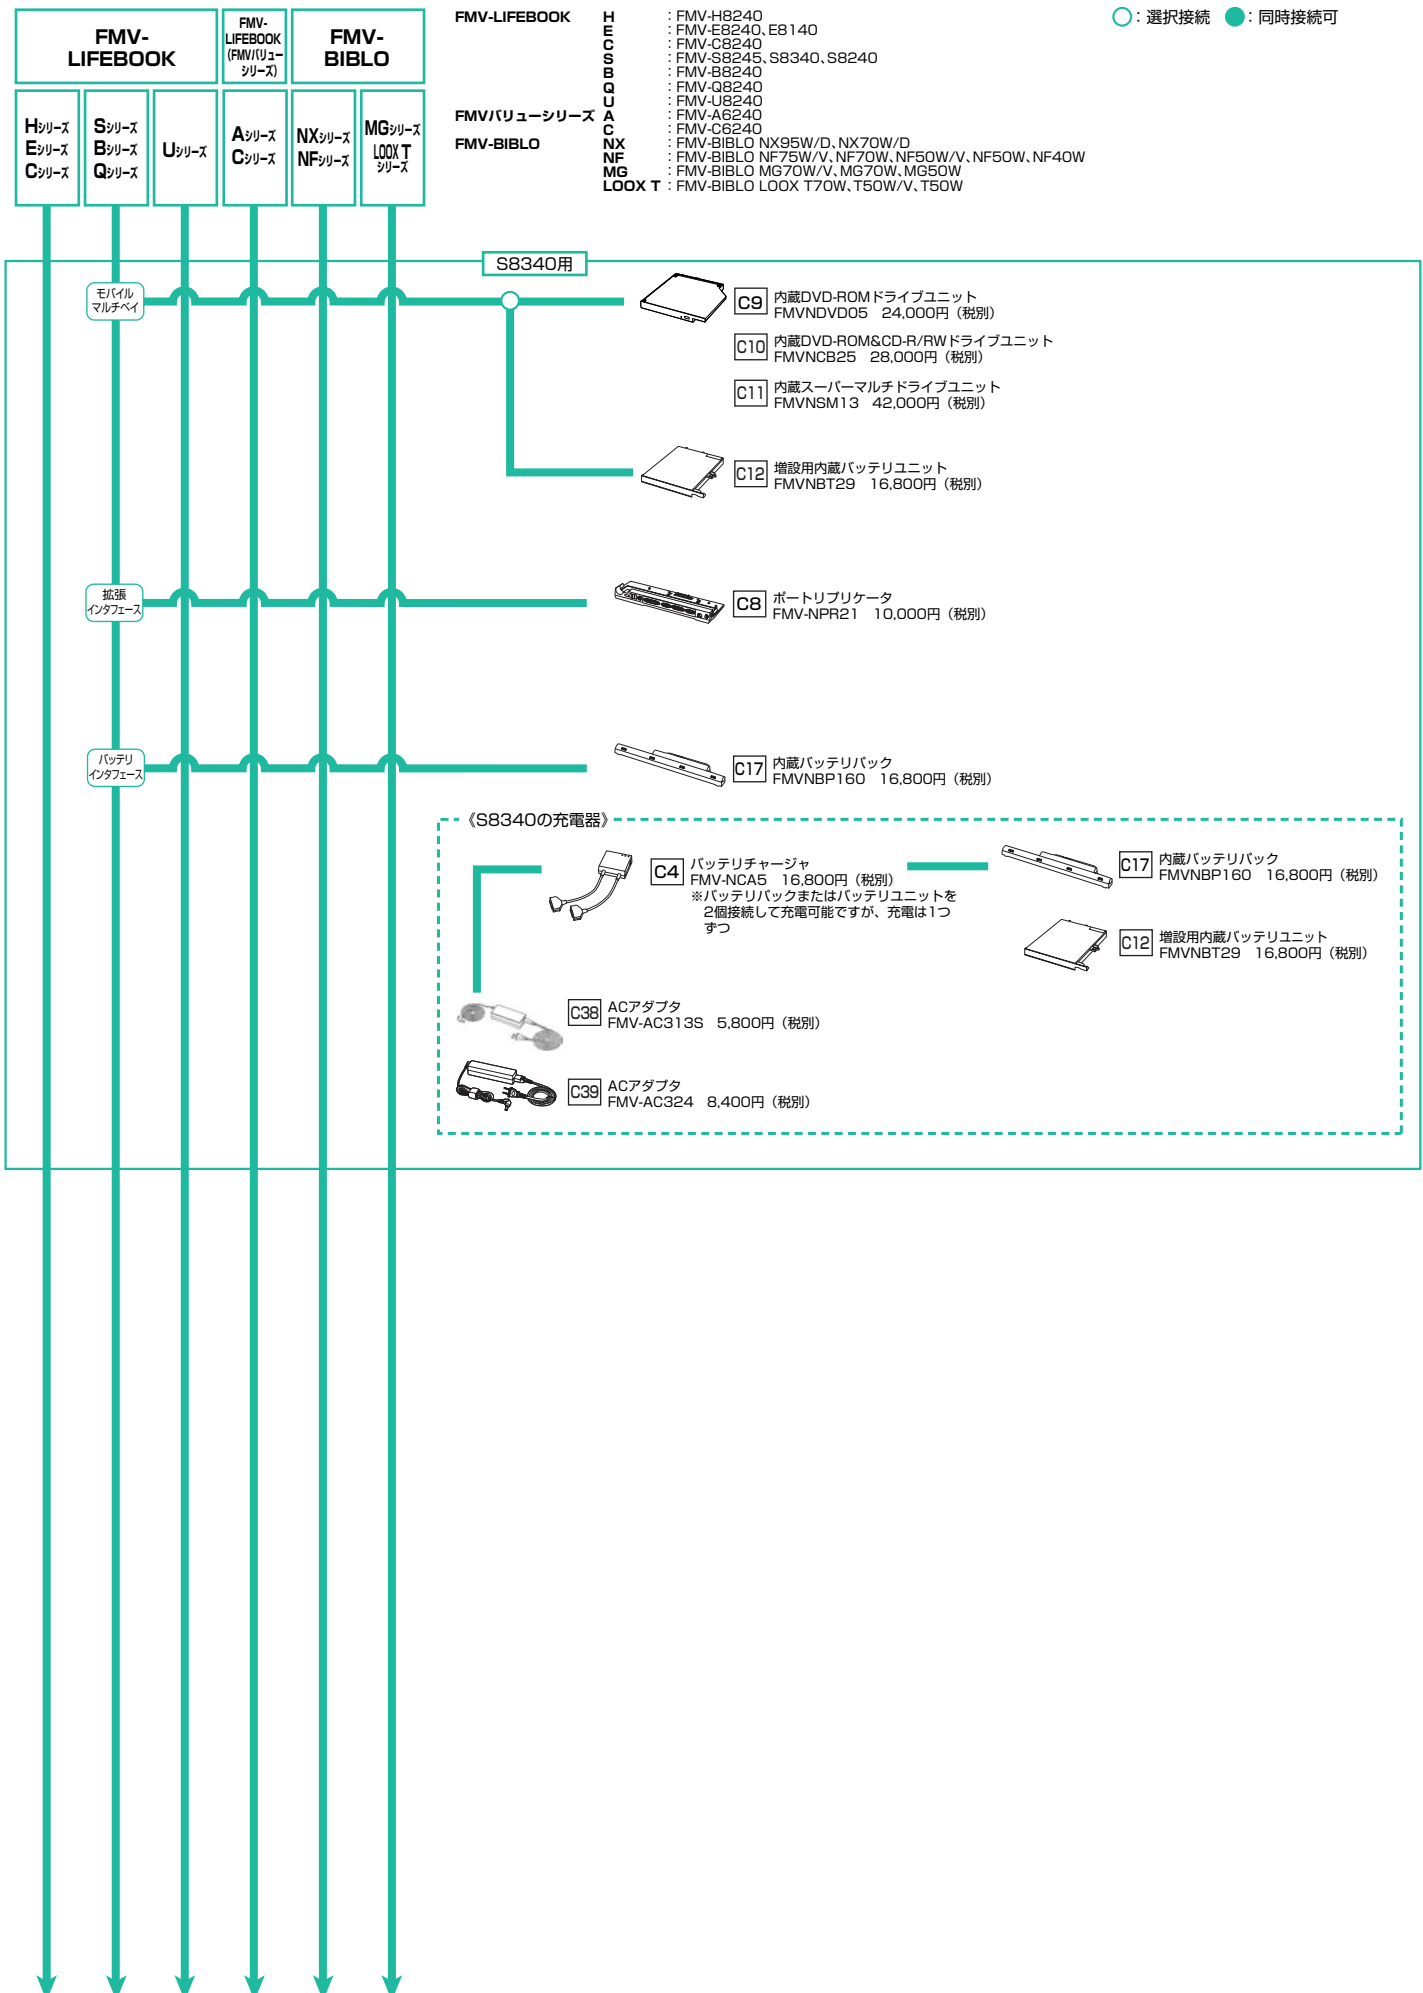 FMV-
LIFEBOOK
FMV-
LIFEBOOK
(FMVバリュー
シリーズ)
FMV-
BIBLO
Hシリーズ
Eシリーズ
Cシリーズ
Sシリーズ
Bシリーズ
Qシリーズ
Uシリーズ
Aシリーズ
Cシリーズ
NXシリーズ
NFシリーズ
MGシリーズ
LOOX T
シリーズ
FMV-LIFEBOOK H : FMV-H8240
E : FMV-E8240、E8140
C : FMV-C8240
S : FMV-S8245、S8340、S8240
B : FMV-B8240
Q : FMV-Q8240
U : FMV-U8240
FMVバリューシリーズ A : FMV-A6240
C : FMV-C6240
FMV-BIBLO NX : FMV-BIBLO NX95W/D、NX70W/D
NF : FMV-BIBLO NF75W/V、NF70W、NF50W/V、NF50W、NF40W
MG : FMV-BIBLO MG70W/V、MG70W、MG50W
LOOX T : FMV-BIBLO LOOX T70W、T50W/V、T50W
○：選択接続 ●：同時接続可
S8340用
モバイル
マルチベイ
C9 内蔵DVD-ROMドライブユニット
FMVNDVD05 24,000円（税別）
C10 内蔵DVD-ROM&CD-R/RWドライブユニット
FMVNCB25 28,000円（税別）
C11 内蔵スーパーマルチドライブユニット
FMVNSM13 42,000円（税別）
C12 増設用内蔵バッテリユニット
FMVNBT29 16,800円（税別）
拡張
インタフェース
C8 ポートリプリケータ
FMV-NPR21 10,000円（税別）
バッテリ
インタフェース
C17 内蔵バッテリパック
FMVNBP160 16,800円（税別）
《S8340の充電器》
C4 バッテリチャージャ
FMV-NCA5 16,800円（税別）
※バッテリパックまたはバッテリユニットを
2個接続して充電可能ですが、充電は1つ
ずつ
C17 内蔵バッテリパック
FMVNBP160 16,800円（税別）
C12 増設用内蔵バッテリユニット
FMVNBT29 16,800円（税別）
C38 ACアダプタ
FMV-AC313S 5,800円（税別）
C39 ACアダプタ
FMV-AC324 8,400円（税別）